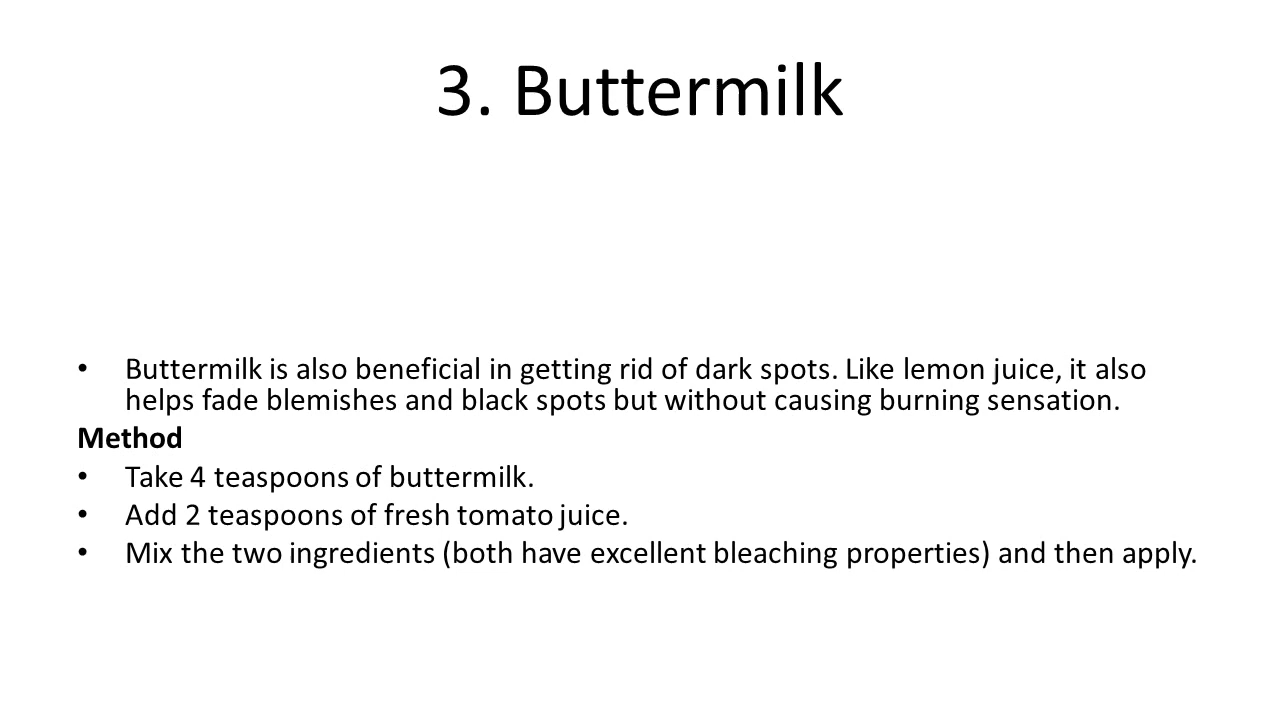 3. Buttermilk
• Buttermilk is also beneficial in getting rid of dark spots. Like lemon juice, it also
helps fade blemishes and black spots but without causing burning sensation.
Method
• Take 4 teaspoons of buttermilk.
• Add 2 teaspoons of fresh tomato juice.
• Mix the two ingredients (both have excellent bleaching properties) and then apply.